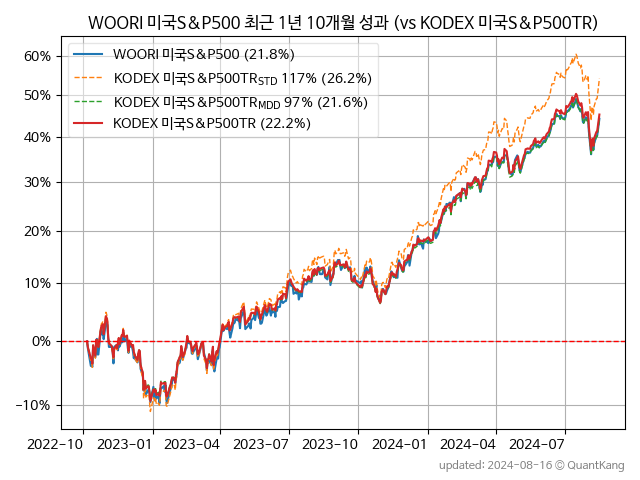 WOORI 미국S&P500 최근 1년 10개월 성과 (vs KODEX 미국S&P500TR)
WOORI 미국S&P500 (21.8%)
KODEX 미국S&P500TR_STD 117% (26.2%)
KODEX 미국S&P500TR_MDD 97% (21.6%)
KODEX 미국S&P500TR (22.2%)
60%
50%
40%
30%
20%
10%
0%
−10%
2022-10 2023-01 2023-04 2023-07 2023-10 2024-01 2024-04 2024-07
updated: 2024-08-16 © QuantKang